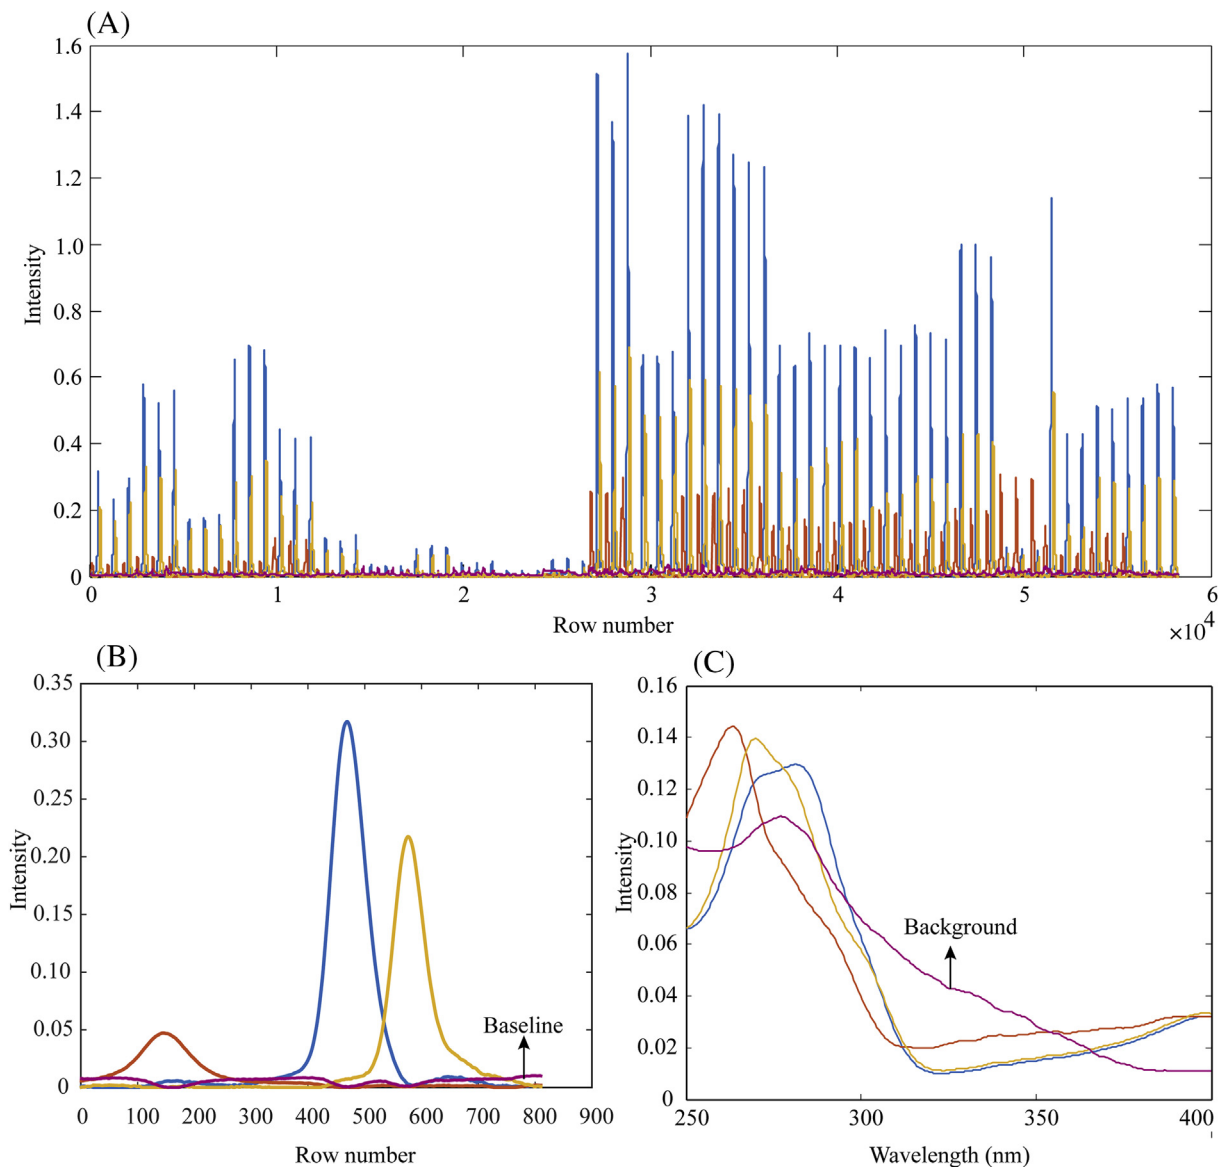 (A)
1.6
1.4
1.2
1.0
0.8
0.6
0.4
0.2
0
Intensity
0 1 2 3 4 5 6
Row number
×10⁴
(B)
0.35
0.30
0.25
0.20
0.15
0.10
0.05
0
Intensity
Baseline
0 100 200 300 400 500 600 700 800 900
Row number
(C)
0.16
0.14
0.12
0.10
0.08
0.06
0.04
0.02
0
Intensity
Background
250 300 350 400
Wavelength (nm)